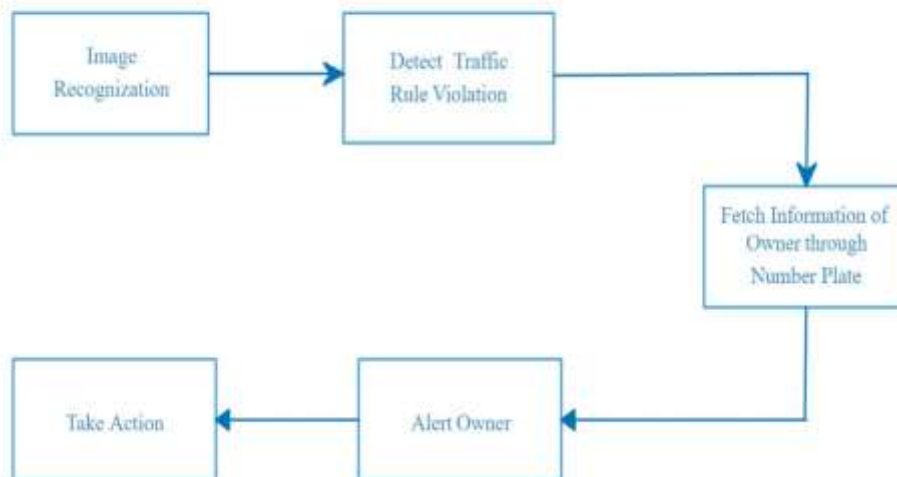 Image
Recognization
Detect Traffic
Rule Violation
Fetch Information of
Owner through
Number Plate
Alert Owner
Take Action